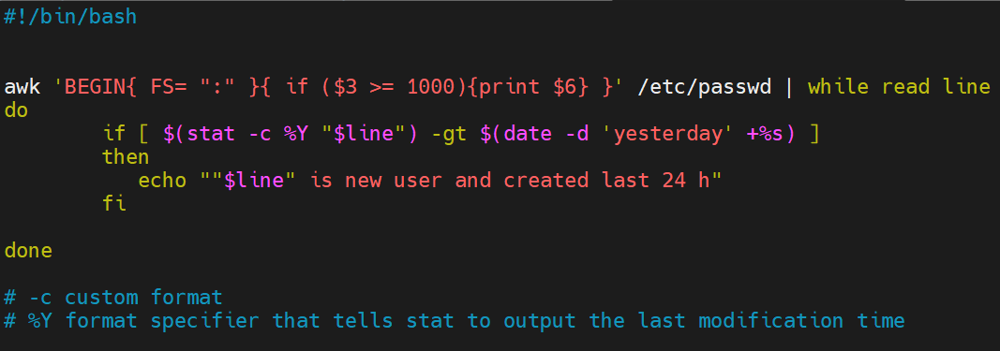 #!/bin/bash
awk 'BEGIN{ FS= ":" }{ if ($3 >= 1000){print $6} }' /etc/passwd | while read line
do
if [ $(stat -c %Y "$line") -gt $(date -d 'yesterday' +%s) ]
then
echo ""$line" is new user and created last 24 h"
fi
done
# -c custom format
# %Y format specifier that tells stat to output the last modification time